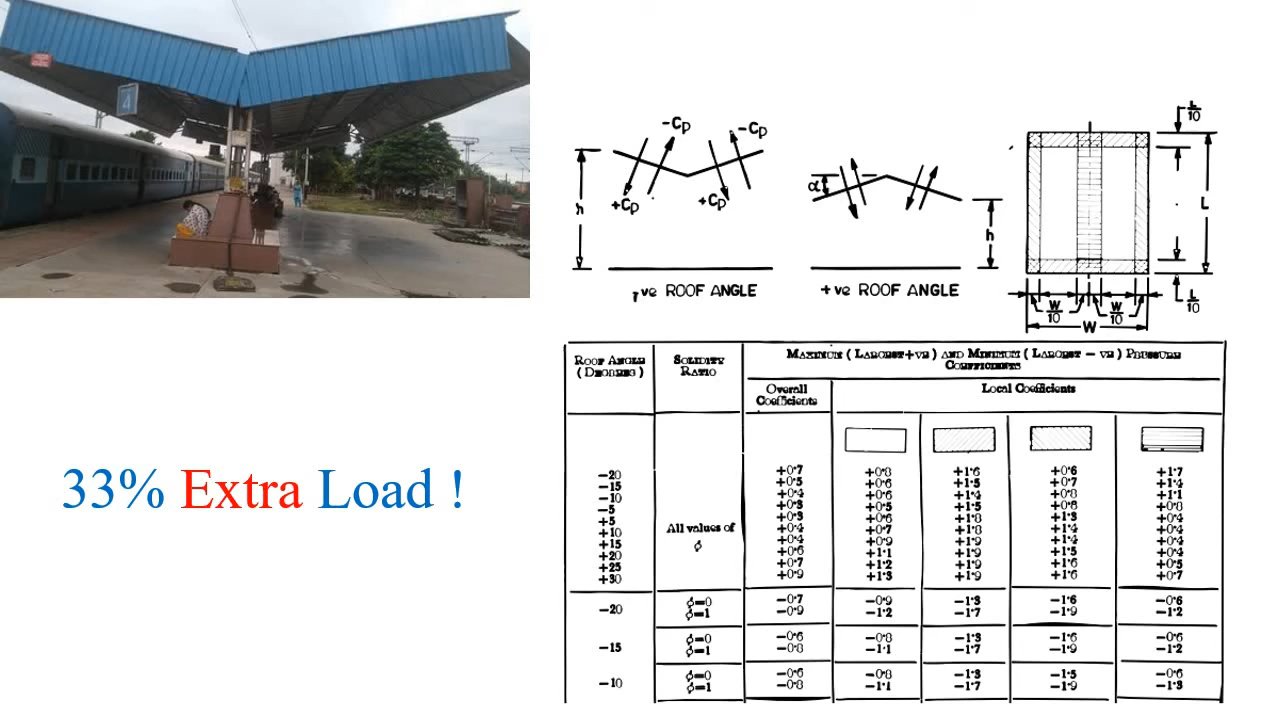 4
-Cp
-Cp
+Cp
+Cp
h
-ve ROOF ANGLE
α
h
+ve ROOF ANGLE
L/10
L
L/10
W/10
W/10
W
33% Extra Load !
ROOF ANGLE (DEGREES)
SOLIDITY RATIO
MAXIMUM ( LARGEST+VE ) AND MINIMUM ( LARGEST − VE ) PRESSURE COEFFICIENTS
Overall Coefficients
Local Coefficients
All values of φ
−20 +0·7 +0·8 +1·6 +0·6 +1·7
−15 +0·5 +0·6 +1·5 +0·7 +1·4
−10 +0·4 +0·6 +1·4 +0·8 +1·1
−5 +0·3 +0·5 +1·5 +0·8 +0·8
+5 +0·3 +0·6 +1·8 +1·3 +0·4
+10 +0·4 +0·7 +1·8 +1·4 +0·4
+15 +0·4 +0·9 +1·9 +1·4 +0·4
+20 +0·6 +1·1 +1·9 +1·5 +0·4
+25 +0·7 +1·2 +1·9 +1·6 +0·5
+30 +0·9 +1·3 +1·9 +1·6 +0·7
−20
φ=0 −0·7 −0·9 −1·3 −1·6 −0·6
φ=1 −0·9 −1·2 −1·7 −1·9 −1·2
−15
φ=0 −0·6 −0·8 −1·3 −1·6 −0·6
φ=1 −0·8 −1·1 −1·7 −1·9 −1·2
−10
φ=0 −0·6 −0·8 −1·3 −1·5 −0·6
φ=1 −0·8 −1·1 −1·7 −1·9 −1·3